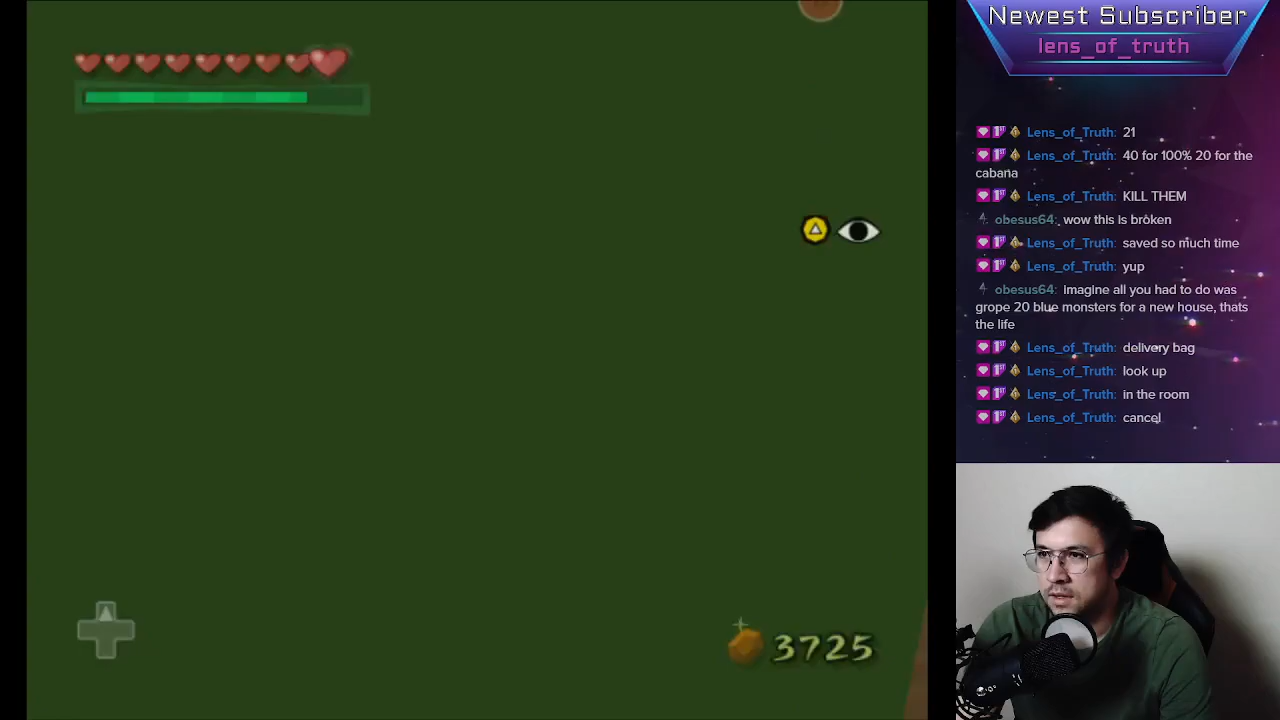 Newest Subscriber
lens_of_truth
Lens_of_Truth: 21
Lens_of_Truth: 40 for 100% 20 for the
cabana
Lens_of_Truth: KILL THEM
obesus64: wow this is broken
Lens_of_Truth: saved so much time
Lens_of_Truth: yup
obesus64: Imagine all you had to do was
grope 20 blue monsters for a new house, thats
the life
Lens_of_Truth: delivery bag
Lens_of_Truth: look up
Lens_of_Truth: in the room
Lens_of_Truth: cancel
3725